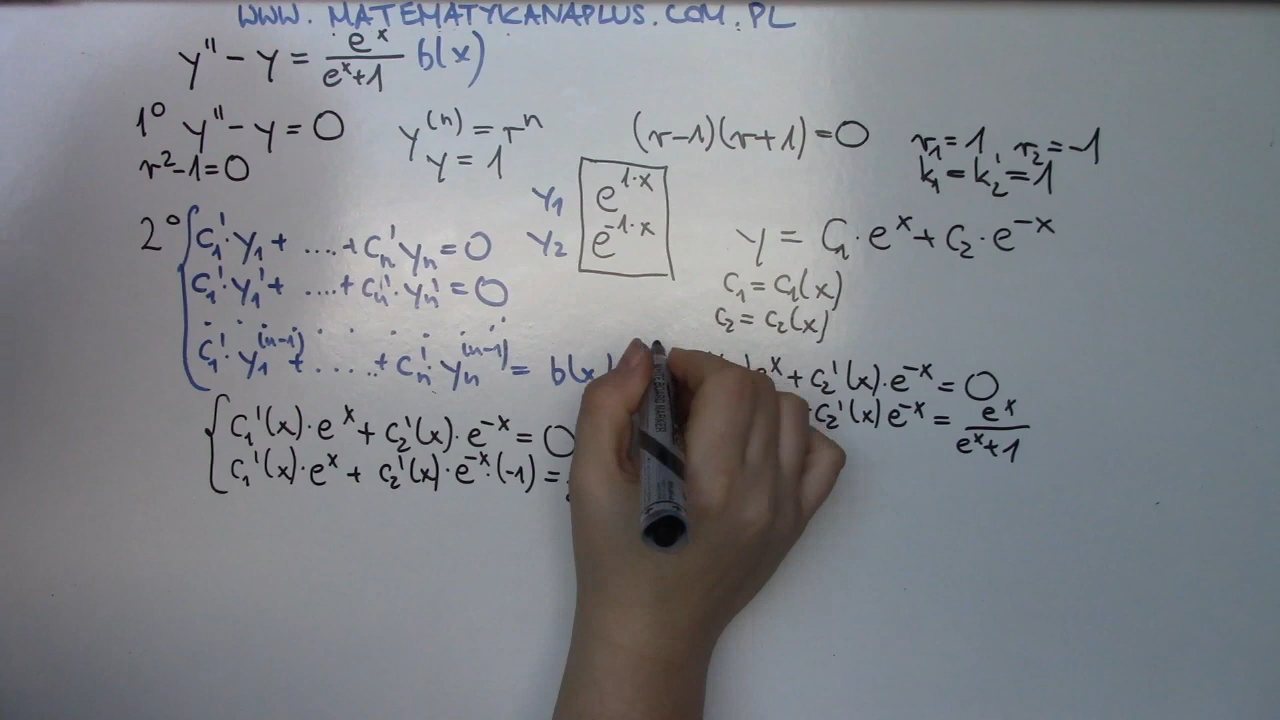 WWW.MATEMATYKANAPLUS.COM.PL
y'' - y = e^x/(e^x+1) b(x)
1° y'' - y = 0 y^(n) = r^n (r-1)(r+1)=0 r₁=1, r₂=-1
r²-1=0 y = 1 k₁=k₂=1
y₁ e^(1·x)
y₂ e^(-1·x)
y = C₁·e^x + C₂·e^(-x)
2° { C₁'·y₁ + ....+ Cₙ'yₙ = 0
C₁'·y₁' + ....+ Cₙ'·yₙ' = 0 C₁ = C₁(x)
. . . . . . . . C₂ = C₂(x)
C₁'·y₁^(n-1) + .....+ Cₙ'·yₙ^(n-1) = b(x)
e^x + C₂'(x)·e^(-x) = 0
C₂'(x) e^(-x) = e^x/(e^x+1)
{ C₁'(x)·e^x + C₂'(x)·e^(-x) = 0
C₁'(x)·e^x + C₂'(x)·e^(-x)·(-1) =